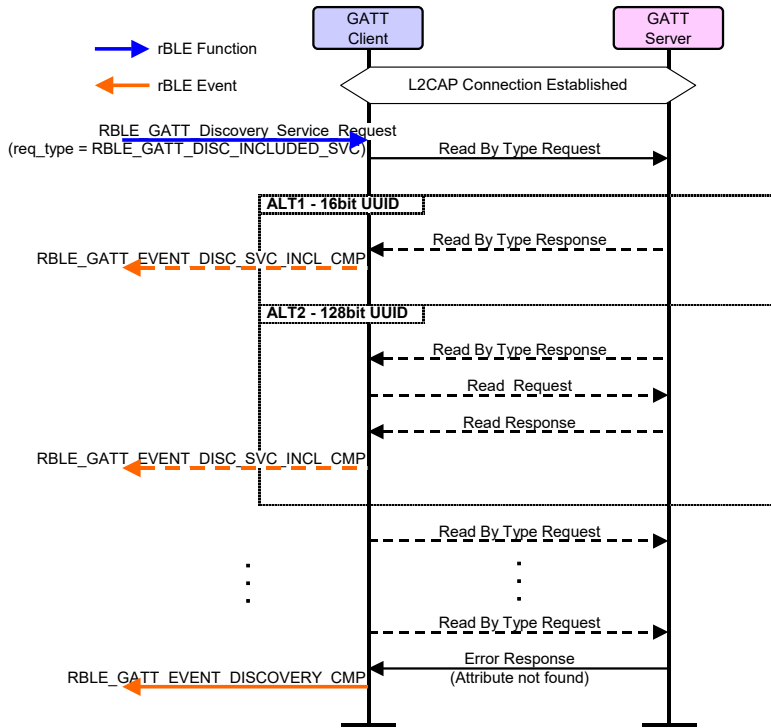 GATT
Client
GATT
Server
rBLE Function
rBLE Event
L2CAP Connection Established
RBLE_GATT_Discovery_Service_Request
(req_type = RBLE_GATT_DISC_INCLUDED_SVC)
Read By Type Request
ALT1 - 16bit UUID
Read By Type Response
RBLE_GATT_EVENT_DISC_SVC_INCL_CMP
ALT2 - 128bit UUID
Read By Type Response
Read Request
Read Response
RBLE_GATT_EVENT_DISC_SVC_INCL_CMP
Read By Type Request
Read By Type Request
Error Response
(Attribute not found)
RBLE_GATT_EVENT_DISCOVERY_CMP